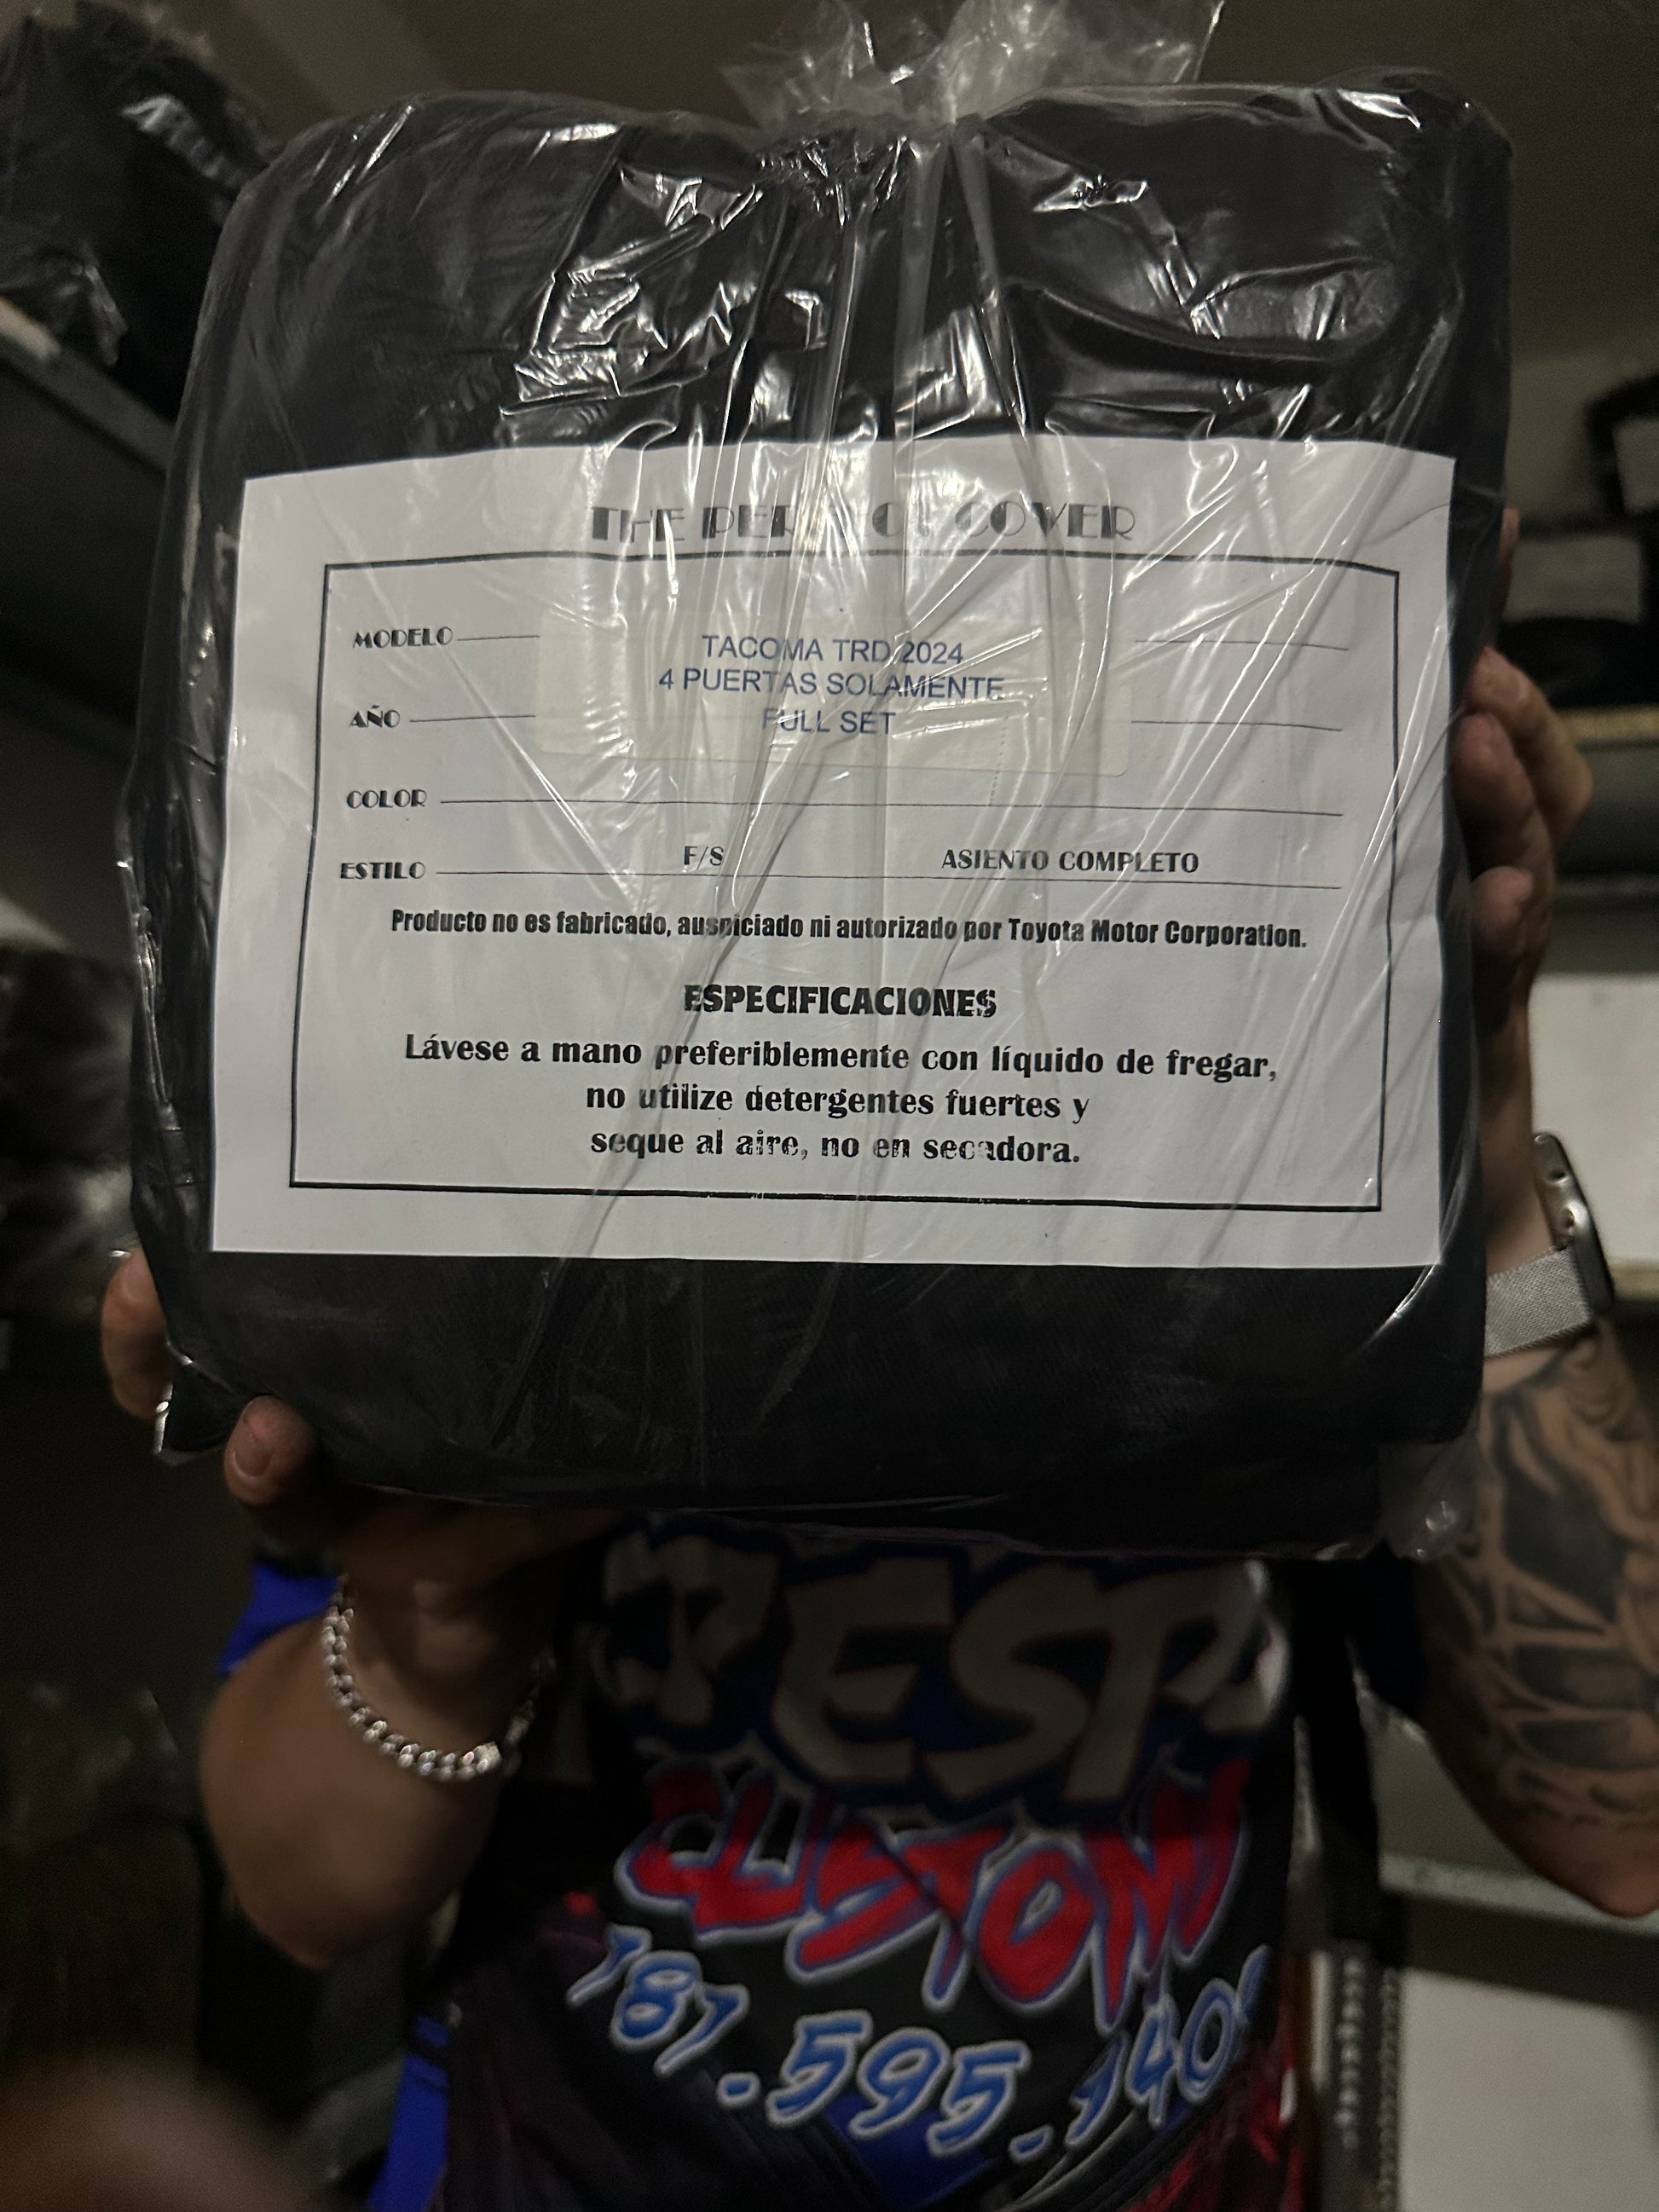 THE PERFECT COVER
MODELO
TACOMA TRD 2024
4 PUERTAS SOLAMENTE
AÑO
FULL SET
COLOR
ESTILO F/S ASIENTO COMPLETO
Producto no es fabricado, auspiciado ni autorizado por Toyota Motor Corporation.
ESPECIFICACIONES
Lávese a mano preferiblemente con líquido de fregar,
no utilize detergentes fuertes y
seque al aire, no en secadora.
CUSTOM